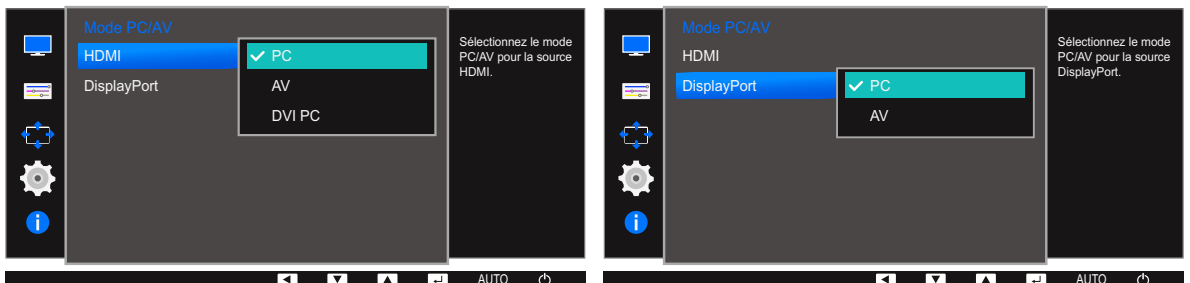 Mode PC/AV
HDMI
DisplayPort
PC
AV
DVI PC
Sélectionnez le mode
PC/AV pour la source
HDMI.
AUTO
Mode PC/AV
HDMI
DisplayPort
PC
AV
Sélectionnez le mode
PC/AV pour la source
DisplayPort.
AUTO